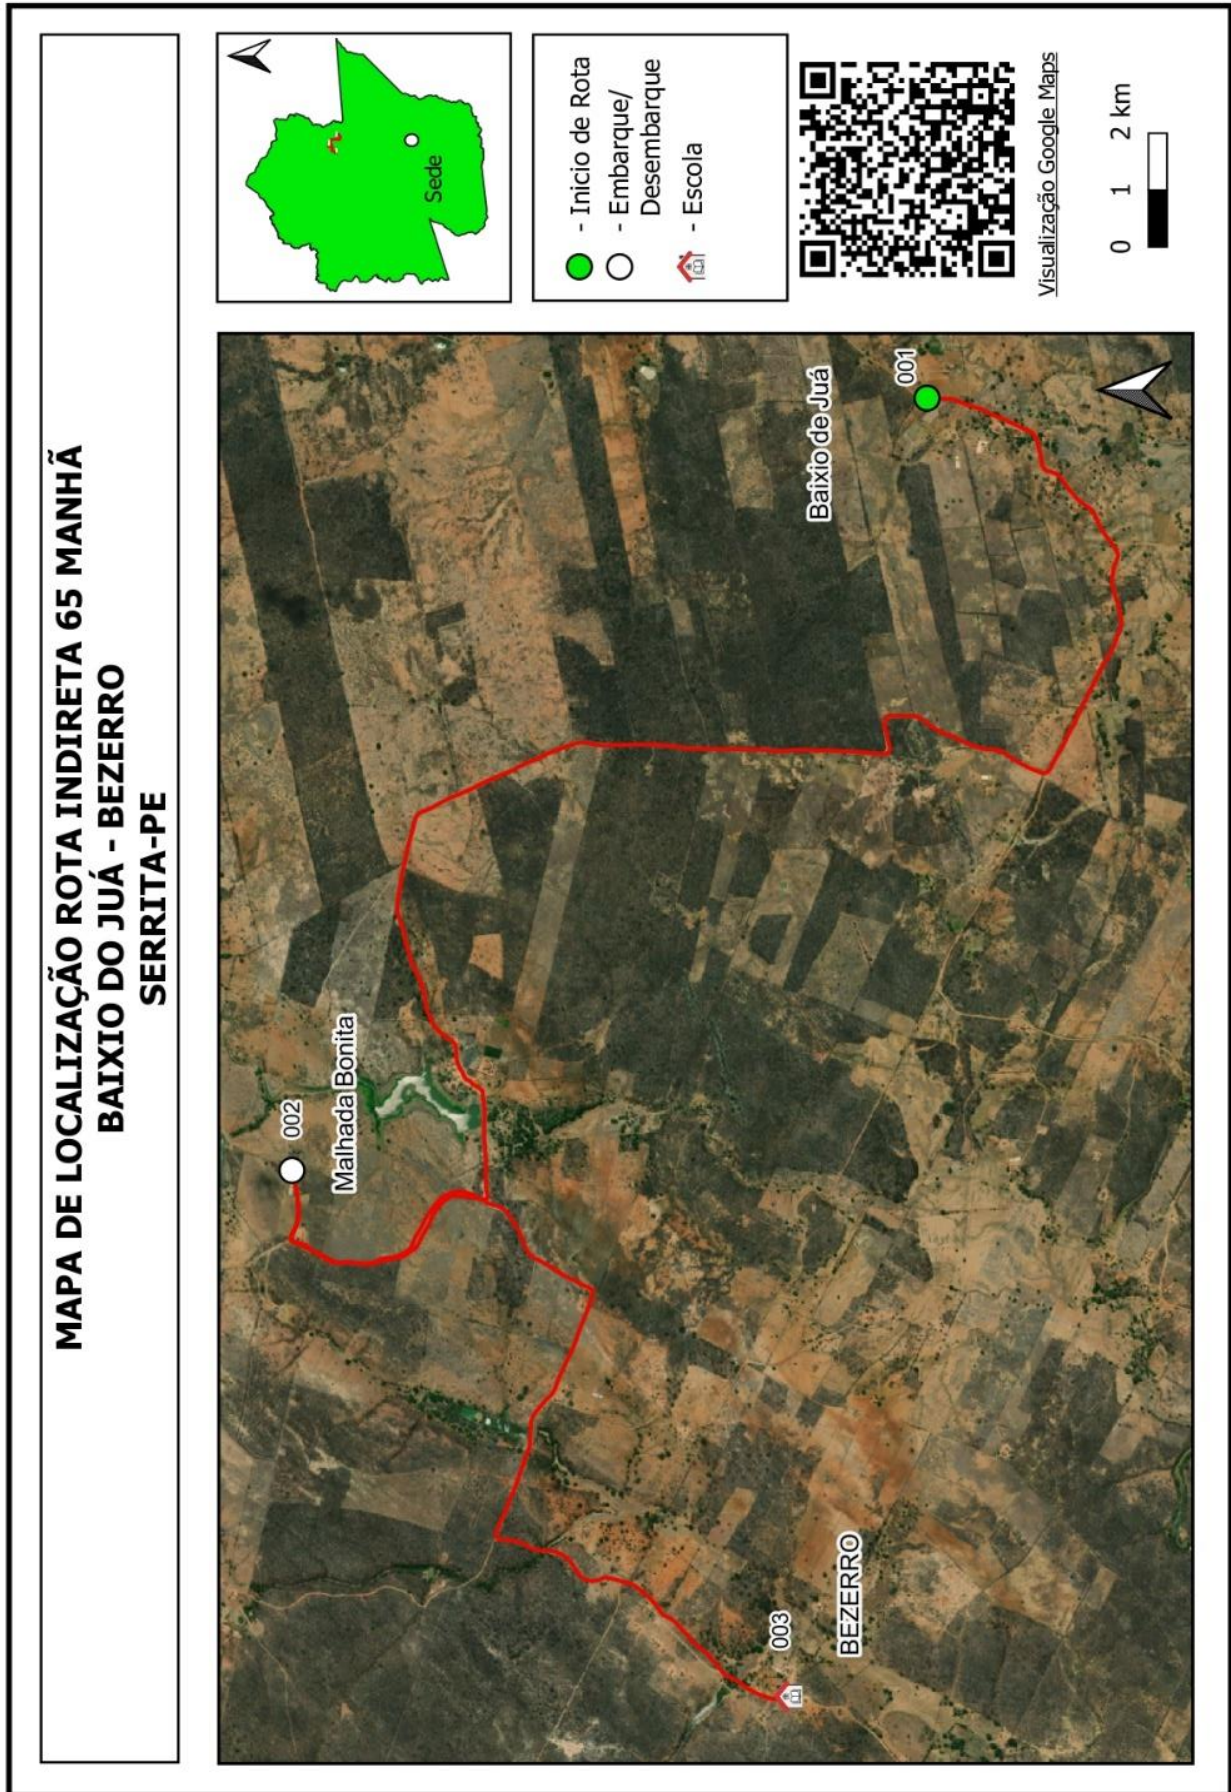 MAPA DE LOCALIZAÇÃO ROTA INDIRETA 65 MANHÃ
BAIXIO DO JUÁ - BEZERRO
SERRITA-PE
002
Malhada Bonita
003
BEZERRO
Baixio de Juá
001
Sede
- Inicio de Rota
- Embarque/
Desembarque
- Escola
Visualização Google Maps
0 1 2 km